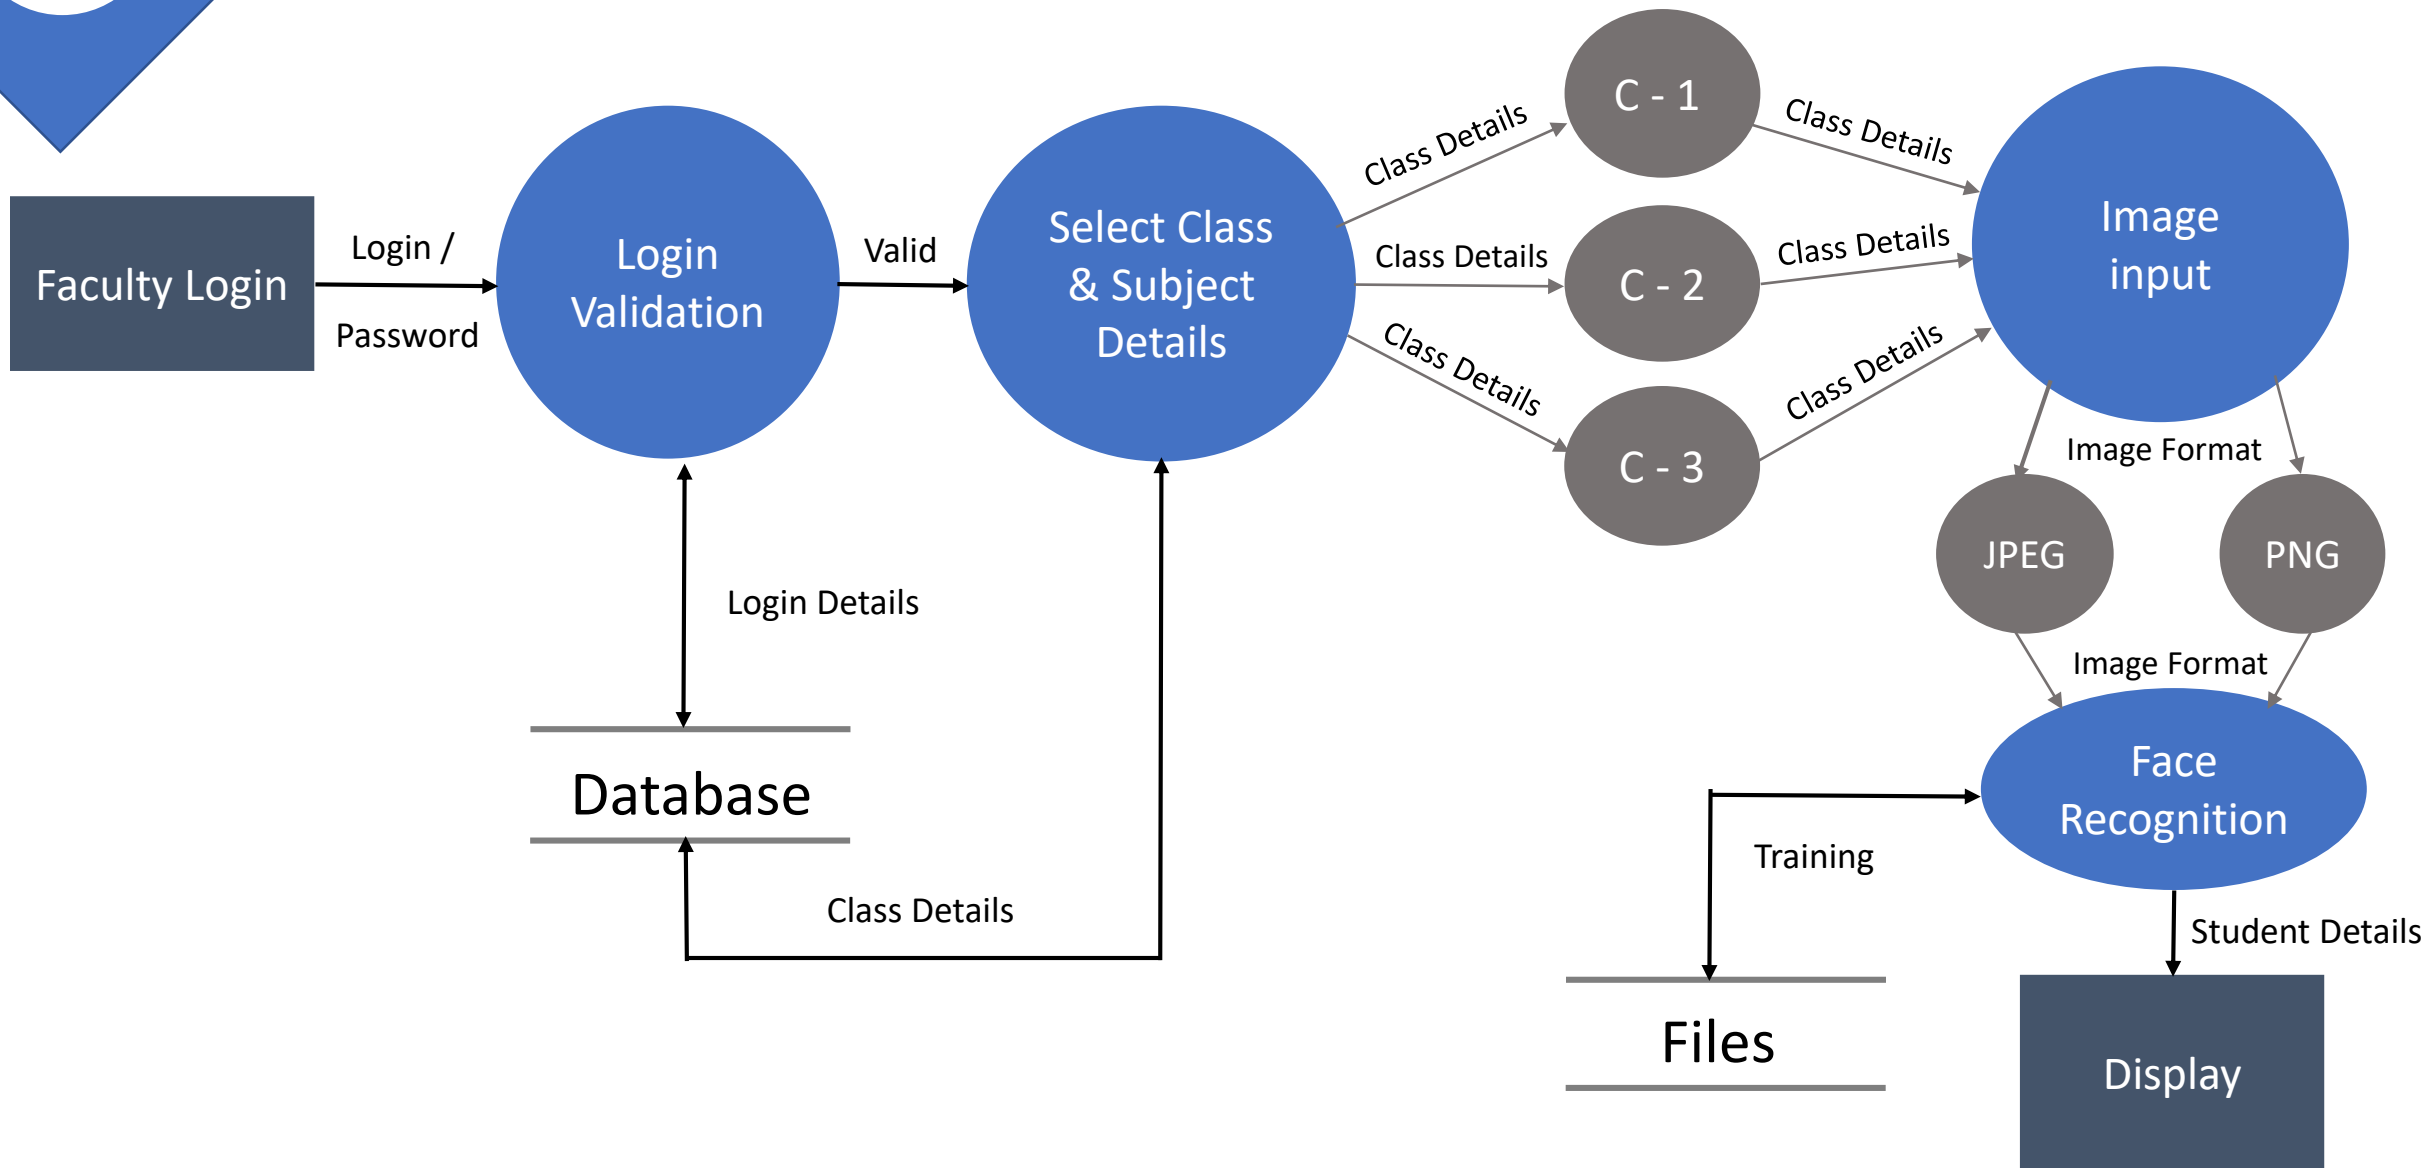 Faculty Login
Login /
Password
Login
Validation
Valid
Select Class
& Subject
Details
Class Details
Class Details
Class Details
C - 1
C - 2
C - 3
Class Details
Class Details
Class Details
Image
input
Image Format
JPEG
PNG
Image Format
Face
Recognition
Login Details
Database
Class Details
Training
Files
Student Details
Display